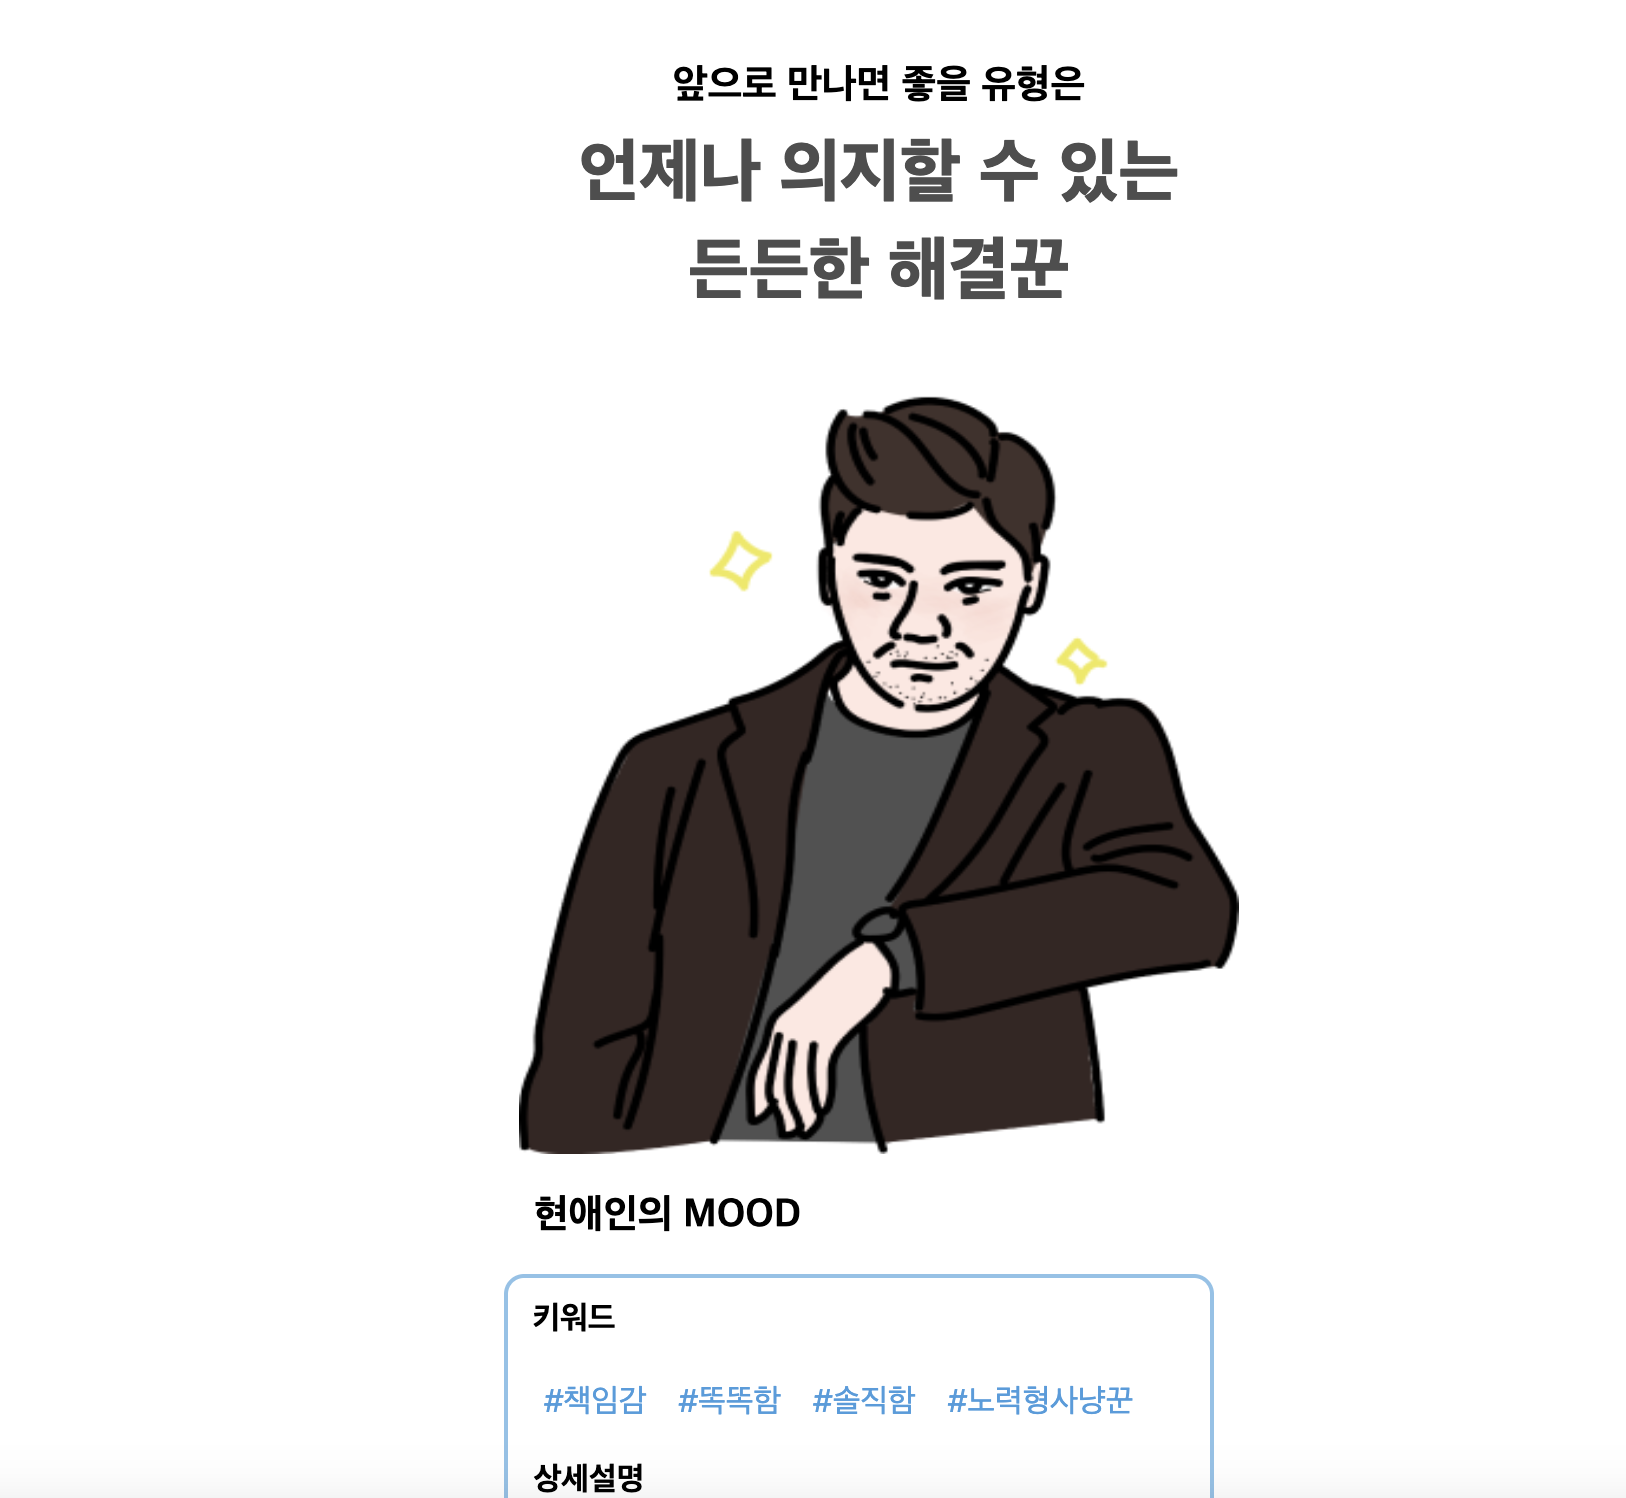 앞으로 만나면 좋을 유형은
언제나 의지할 수 있는
든든한 해결꾼
현애인의 MOOD
키워드
#책임감 #똑똑함 #솔직함 #노력형사냥꾼
상세설명